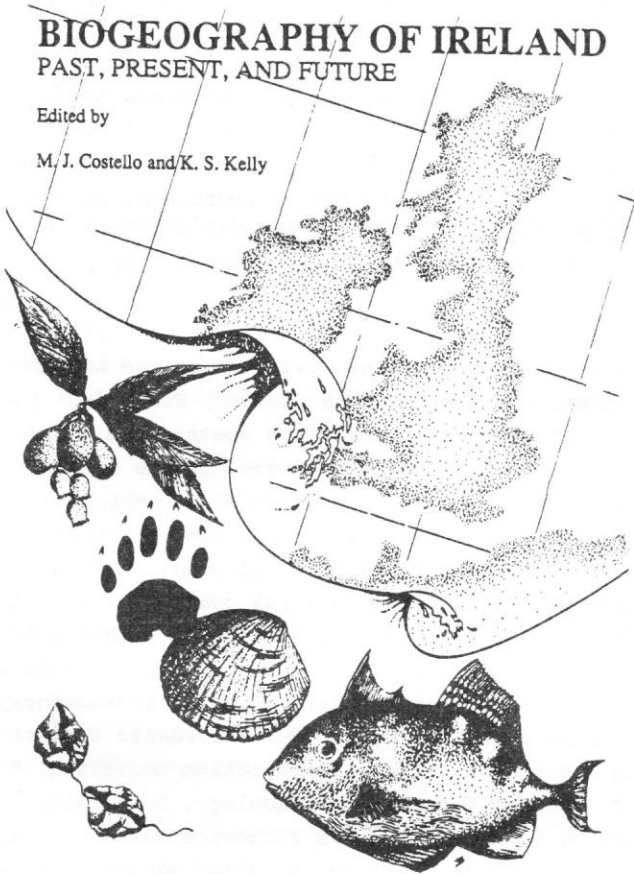 BIOGEOGRAPHY OF IRELAND
PAST, PRESENT, AND FUTURE
Edited by
M. J. Costello and K. S. Kelly